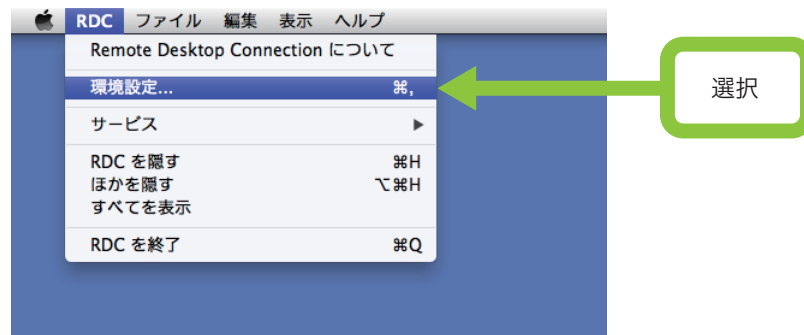 RDC ファイル 編集 表示 ヘルプ
Remote Desktop Connection について
環境設定... ⌘,
選択
サービス ▶
RDC を隠す ⌘H
ほかを隠す ⌥⌘H
すべてを表示
RDC を終了 ⌘Q